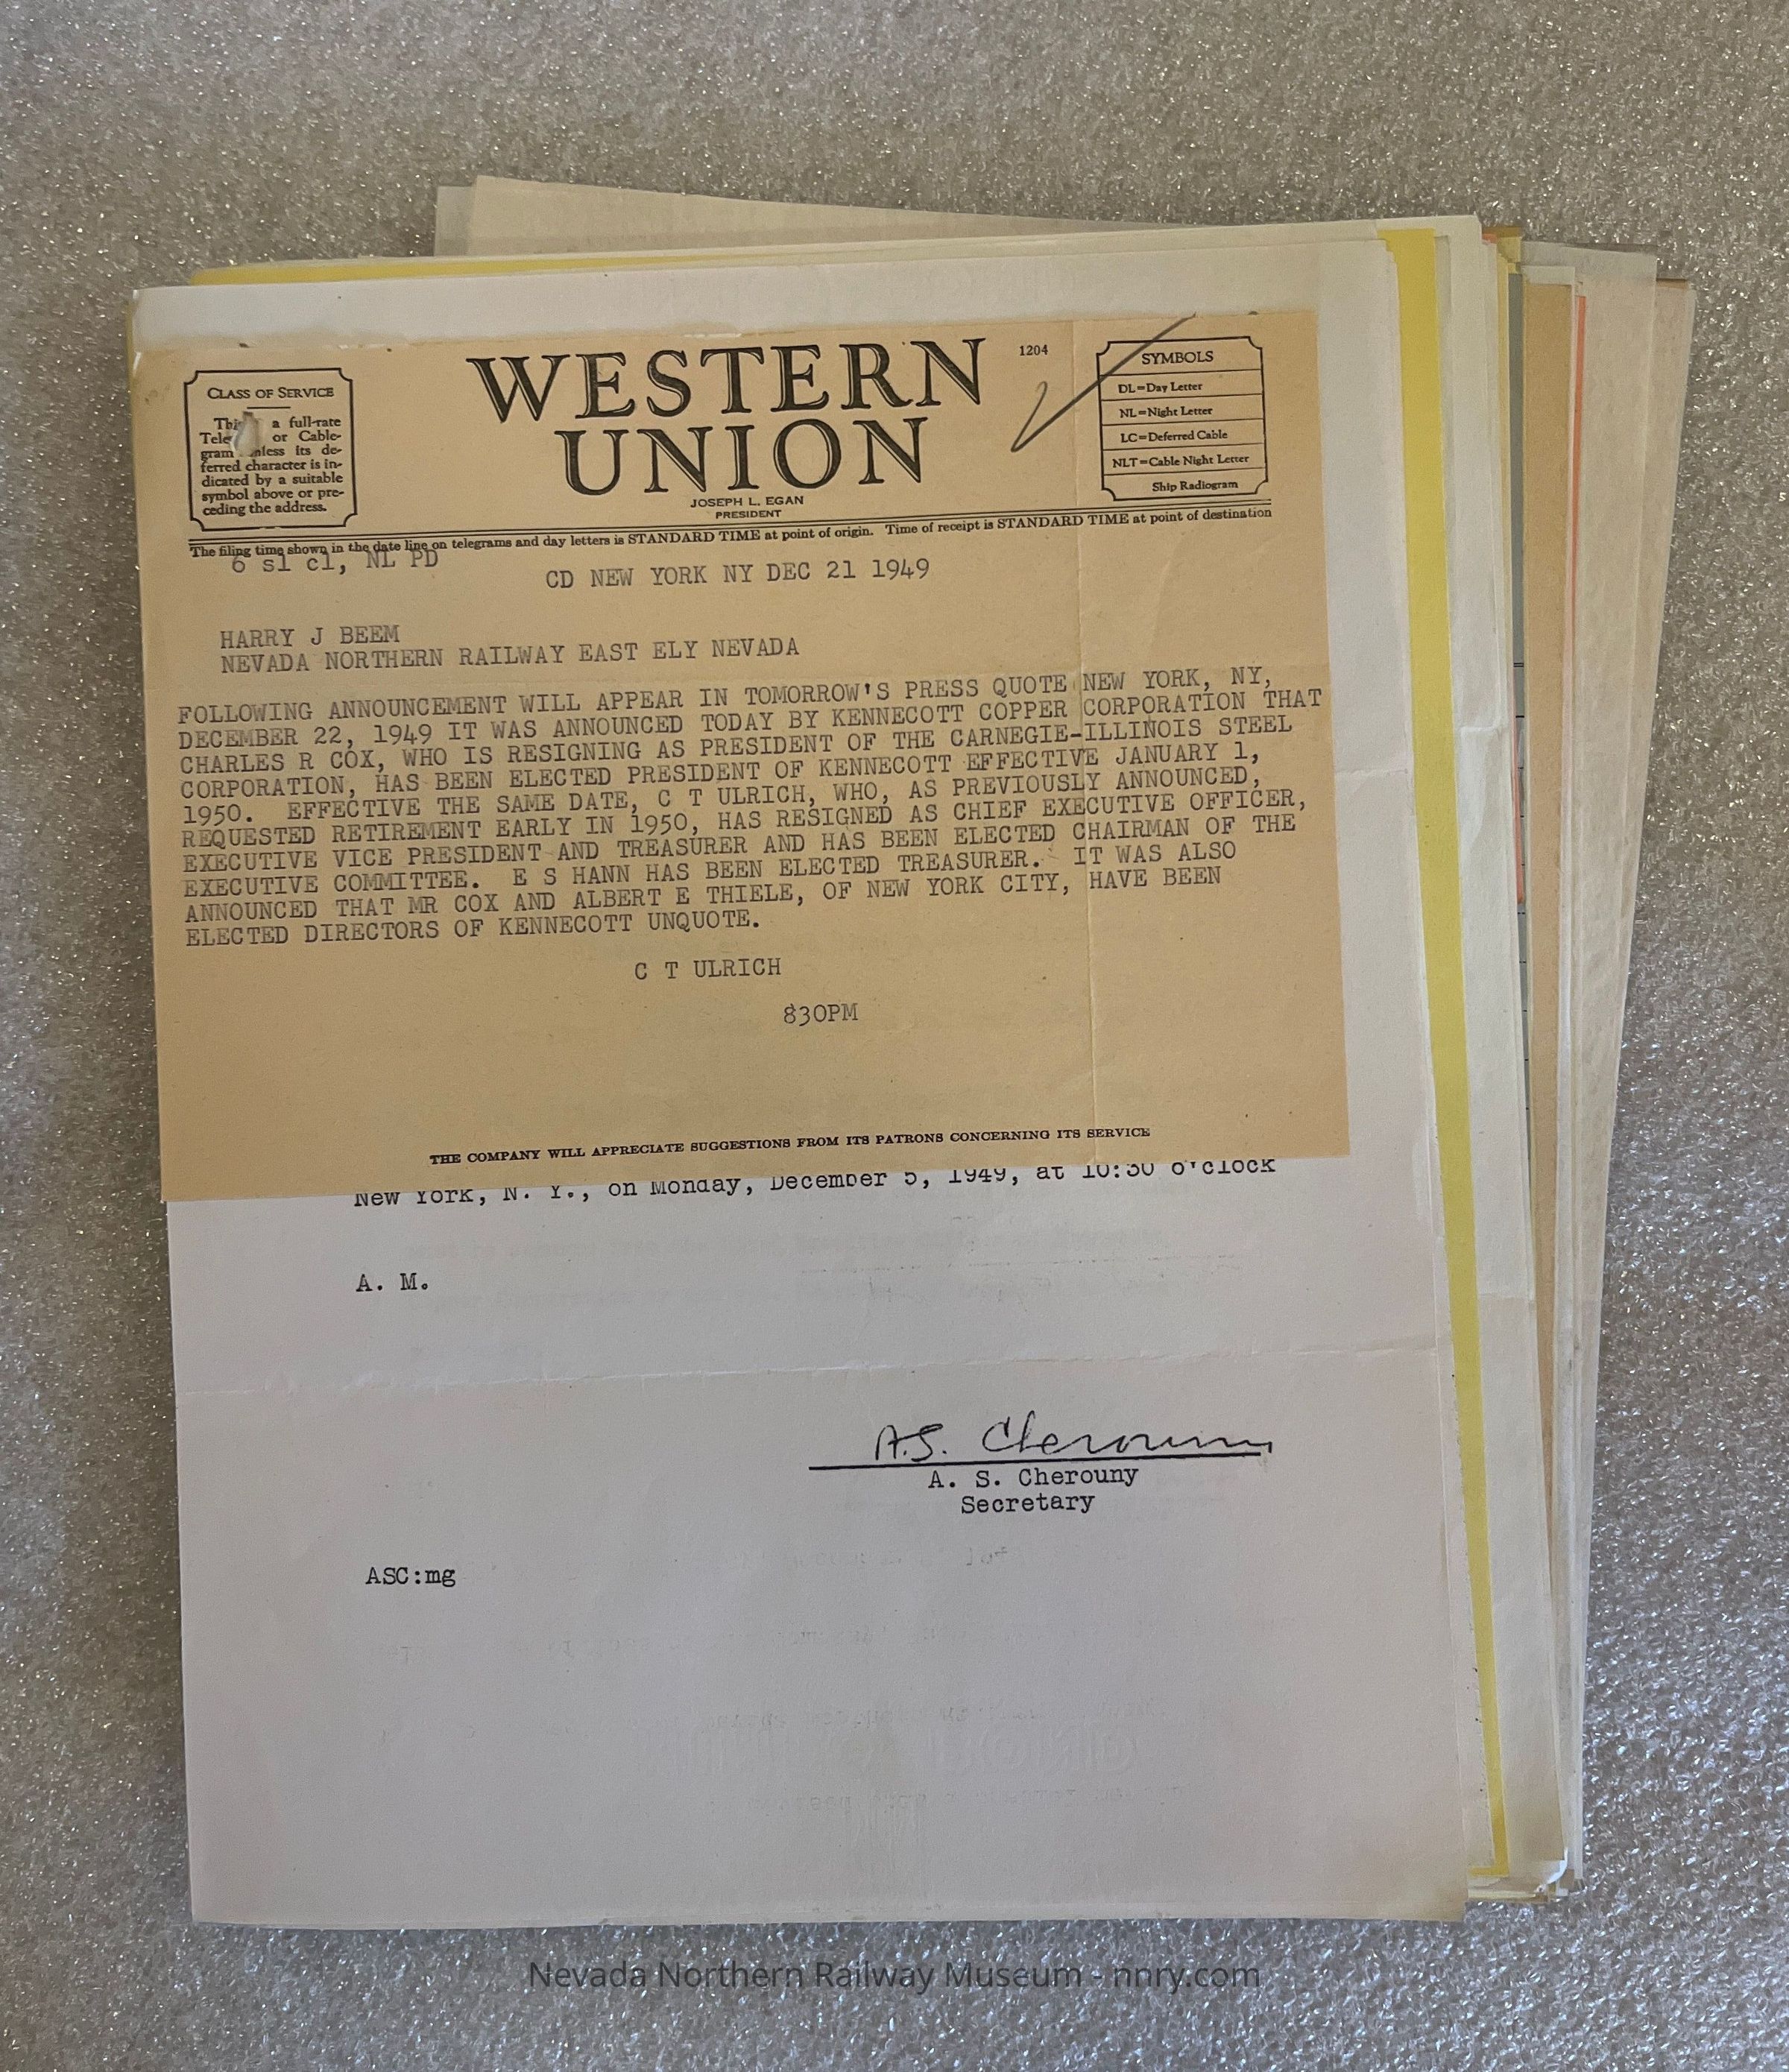 CLASS OF SERVICE
This a full-rate
Tele or Cable-
gram unless its de-
ferred character is in-
dicated by a suitable
symbol above or pre-
ceding the address.
WESTERN
UNION
JOSEPH L. EGAN
PRESIDENT
1204
SYMBOLS
DL=Day Letter
NL=Night Letter
LC=Deferred Cable
NLT=Cable Night Letter
Ship Radiogram
The filing time shown in the date line on telegrams and day letters is STANDARD TIME at point of origin. Time of receipt is STANDARD TIME at point of destination
6 sl cl, NL PD
CD NEW YORK NY DEC 21 1949
HARRY J BEEM
NEVADA NORTHERN RAILWAY EAST ELY NEVADA
FOLLOWING ANNOUNCEMENT WILL APPEAR IN TOMORROW'S PRESS QUOTE NEW YORK, NY,
DECEMBER 22, 1949 IT WAS ANNOUNCED TODAY BY KENNECOTT COPPER CORPORATION THAT
CHARLES R COX, WHO IS RESIGNING AS PRESIDENT OF THE CARNEGIE-ILLINOIS STEEL
CORPORATION, HAS BEEN ELECTED PRESIDENT OF KENNECOTT EFFECTIVE JANUARY 1,
1950. EFFECTIVE THE SAME DATE, C T ULRICH, WHO, AS PREVIOUSLY ANNOUNCED,
REQUESTED RETIREMENT EARLY IN 1950, HAS RESIGNED AS CHIEF EXECUTIVE OFFICER,
EXECUTIVE VICE PRESIDENT AND TREASURER AND HAS BEEN ELECTED CHAIRMAN OF THE
EXECUTIVE COMMITTEE. E S HANN HAS BEEN ELECTED TREASURER. IT WAS ALSO
ANNOUNCED THAT MR COX AND ALBERT E THIELE, OF NEW YORK CITY, HAVE BEEN
ELECTED DIRECTORS OF KENNECOTT UNQUOTE.
C T ULRICH
830PM
THE COMPANY WILL APPRECIATE SUGGESTIONS FROM ITS PATRONS CONCERNING ITS SERVICE
New York, N. Y., on Monday, December 5, 1949, at 10:30 o'clock
A. M.
A.S. Cherouny
A. S. Cherouny
Secretary
ASC:mg
Nevada Northern Railway Museum - nnry.com